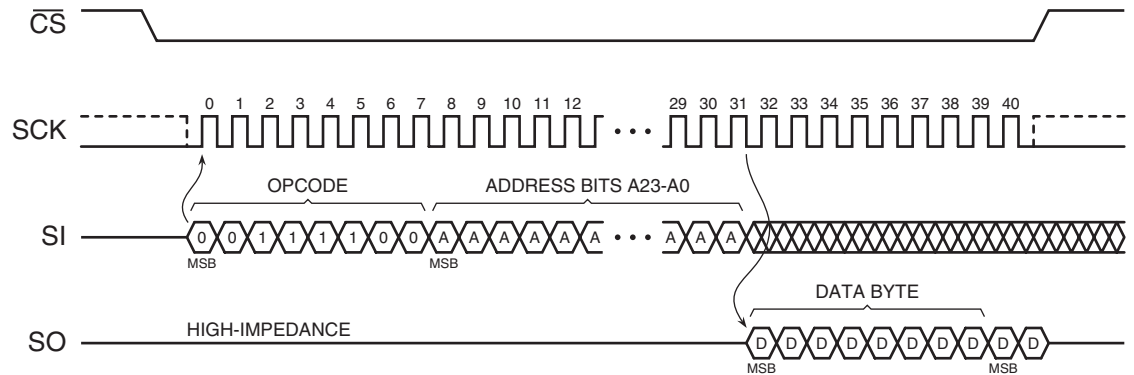 CS
0 1 2 3 4 5 6 7 8 9 10 11 12 29 30 31 32 33 34 35 36 37 38 39 40
SCK • • •
OPCODE ADDRESS BITS A23-A0
SI 0 0 1 1 1 1 0 0 A A A A A A • • • A A A
MSB MSB
DATA BYTE
HIGH-IMPEDANCE
SO D D D D D D D D D D
MSB MSB